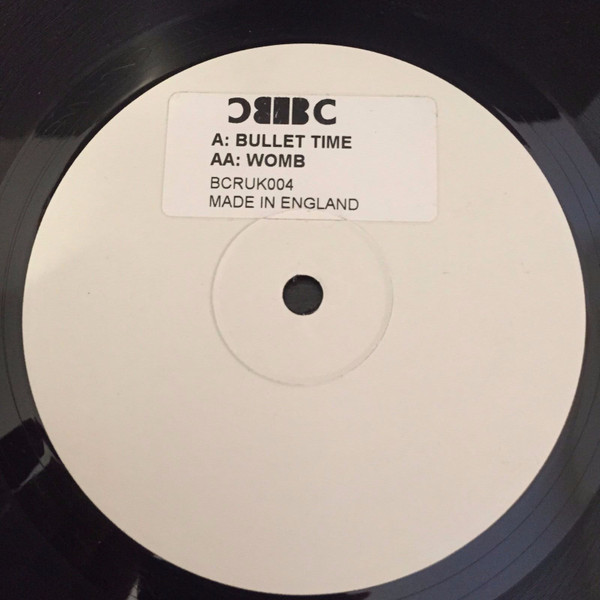 A: BULLET TIME
AA: WOMB
BCRUK004
MADE IN ENGLAND